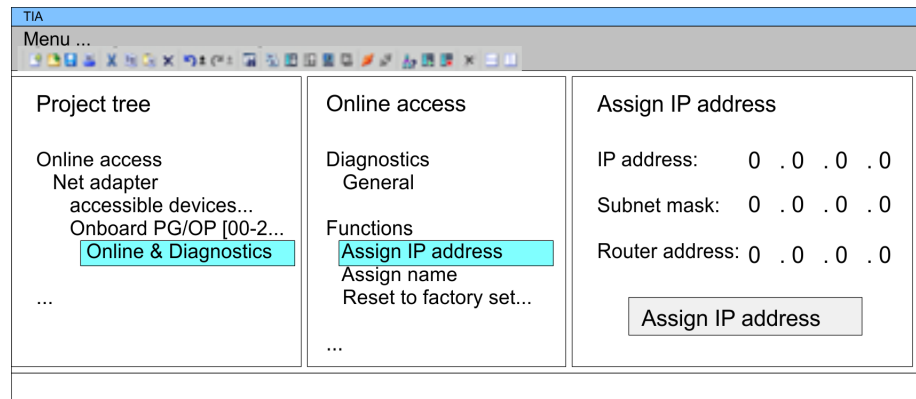 TIA
Menu ...
Project tree
Online access
Net adapter
accessible devices...
Onboard PG/OP [00-2...
Online & Diagnostics
...
Online access
Diagnostics
General
Functions
Assign IP address
Assign name
Reset to factory set...
...
Assign IP address
IP address: 0 . 0 . 0 . 0
Subnet mask: 0 . 0 . 0 . 0
Router address: 0 . 0 . 0 . 0
Assign IP address